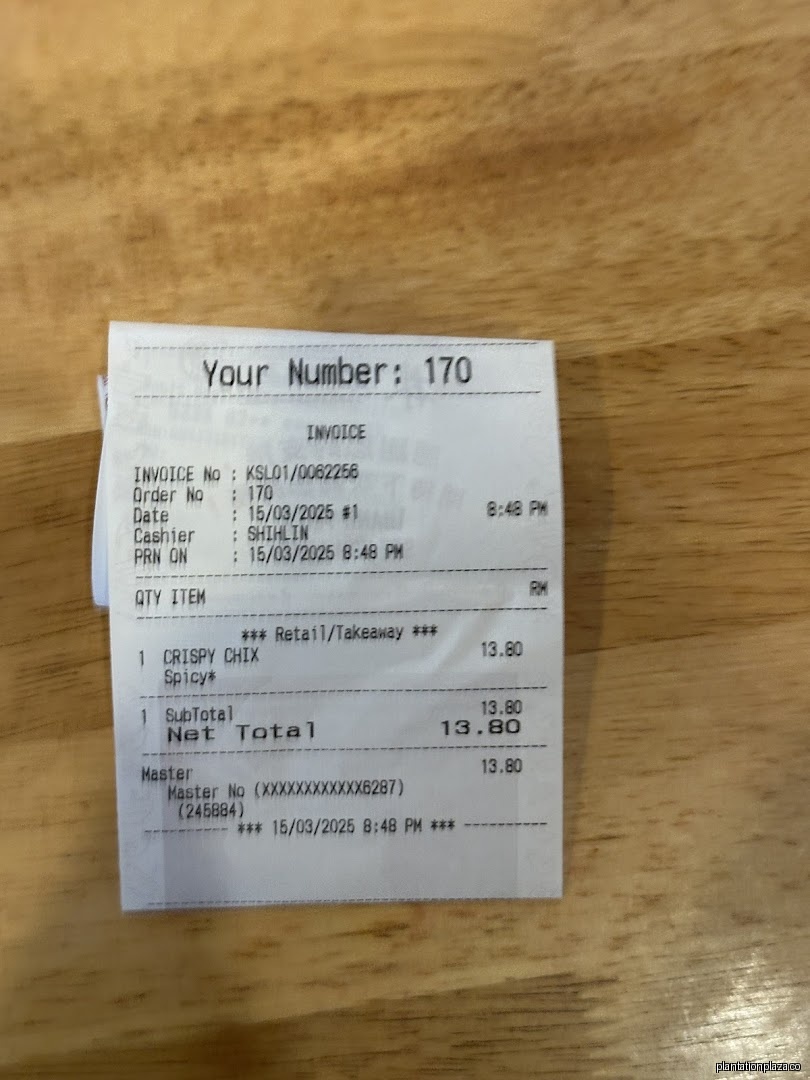 Your Number: 170
INVOICE
INVOICE No : KSL01/0062256
Order No : 170
Date : 15/03/2025 #1 8:48 PM
Cashier : SHIHLIN
PRN ON : 15/03/2025 8:48 PM
QTY ITEM RM
*** Retail/Takeaway ***
1 CRISPY CHIX 13.80
Spicy*
1 SubTotal 13.80
Net Total 13.80
Master 13.80
Master No (XXXXXXXXXXXX6287)
(245884)
*** 15/03/2025 8:48 PM ***
plantationplaza.co